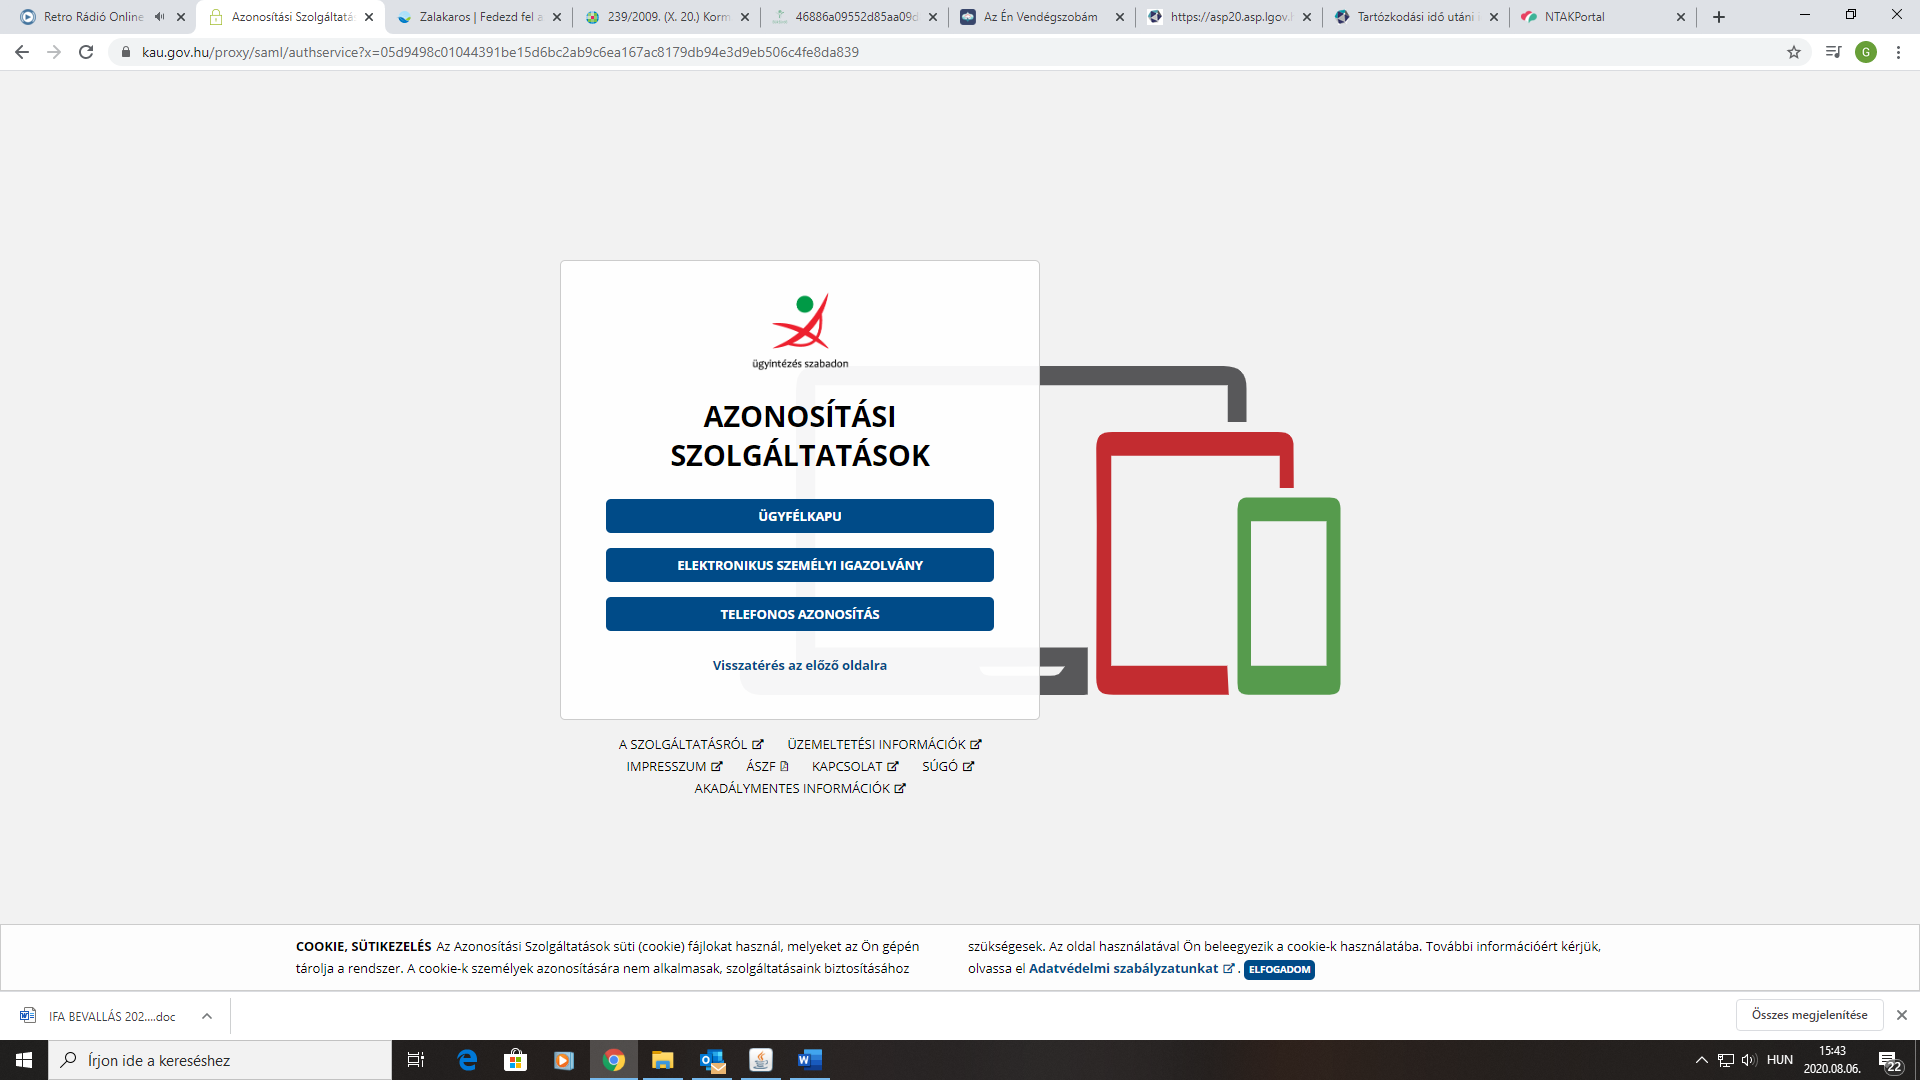 Retro Rádió Online
Azonosítási Szolgáltatá
Zalakaros | Fedezd fel a
239/2009. (X. 20.) Korm
46886a09552d85aa09d
Az Én Vendégszobám
https://asp20.asp.lgov.h
Tartózkodási idő utáni i
NTAKPortal
kau.gov.hu/proxy/saml/authservice?x=05d9498c01044391be15d6bc2ab9c6ea167ac8179db94e3d9eb506c4fe8da839
G
ügyintézés szabadon
AZONOSÍTÁSI
SZOLGÁLTATÁSOK
ÜGYFÉLKAPU
ELEKTRONIKUS SZEMÉLYI IGAZOLVÁNY
TELEFONOS AZONOSÍTÁS
Visszatérés az előző oldalra
A SZOLGÁLTATÁSRÓL ÜZEMELTETÉSI INFORMÁCIÓK
IMPRESSZUM ÁSZF KAPCSOLAT SÚGÓ
AKADÁLYMENTES INFORMÁCIÓK
COOKIE, SÜTIKEZELÉS Az Azonosítási Szolgáltatások süti (cookie) fájlokat használ, melyeket az Ön gépén
tárolja a rendszer. A cookie-k személyek azonosítására nem alkalmasak, szolgáltatásaink biztosításához
szükségesek. Az oldal használatával Ön beleegyezik a cookie-k használatába. További információért kérjük,
olvassa el Adatvédelmi szabályzatunkat . ELFOGADOM
IFA BEVALLÁS 202....doc
Összes megjelenítése
Írjon ide a kereséshez
HUN
15:43
2020.08.06.
22